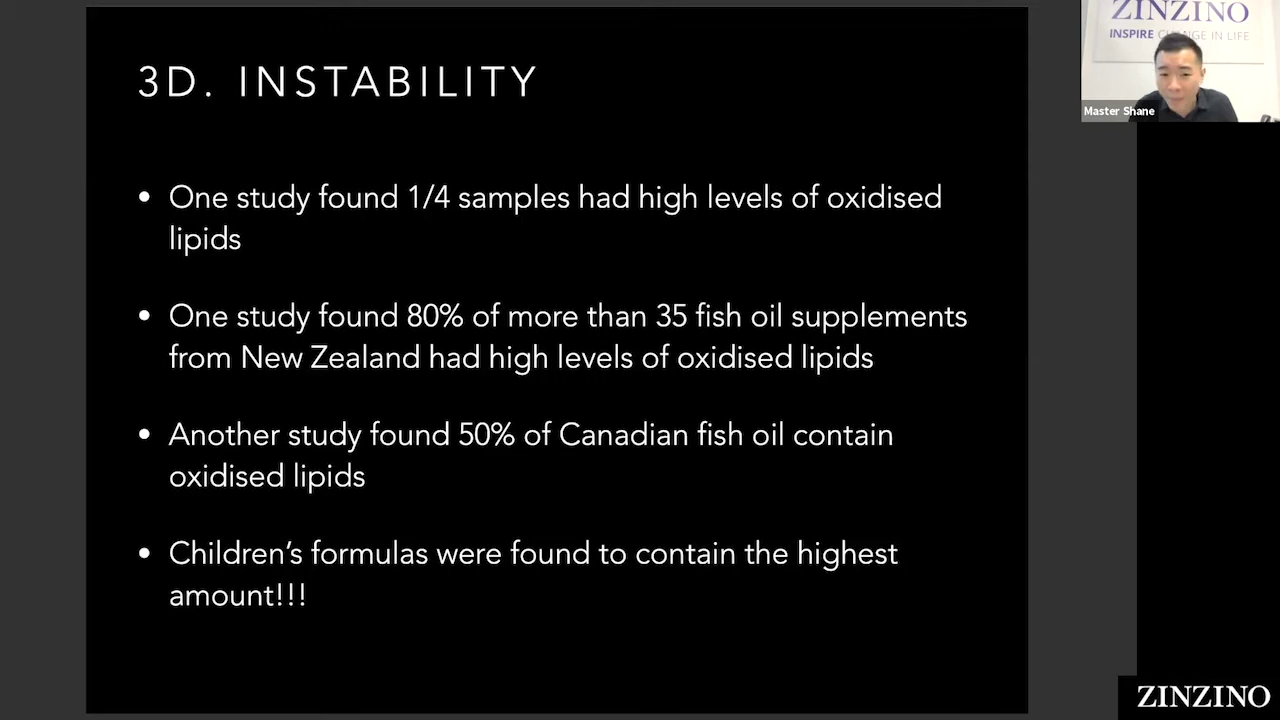 3D. INSTABILITY
• One study found 1/4 samples had high levels of oxidised
lipids
• One study found 80% of more than 35 fish oil supplements
from New Zealand had high levels of oxidised lipids
• Another study found 50% of Canadian fish oil contain
oxidised lipids
• Children’s formulas were found to contain the highest
amount!!!
ZINZINO
INSPIRE CHANGE IN LIFE
Master Shane
ZINZINO